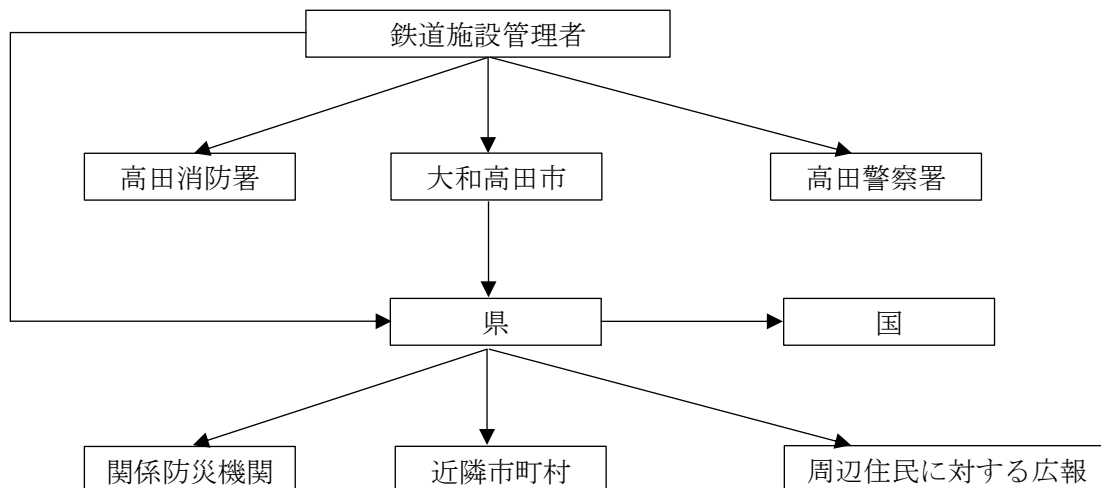 鉄道施設管理者
高田消防署
大和高田市
高田警察署
県
国
関係防災機関
近隣市町村
周辺住民に対する広報